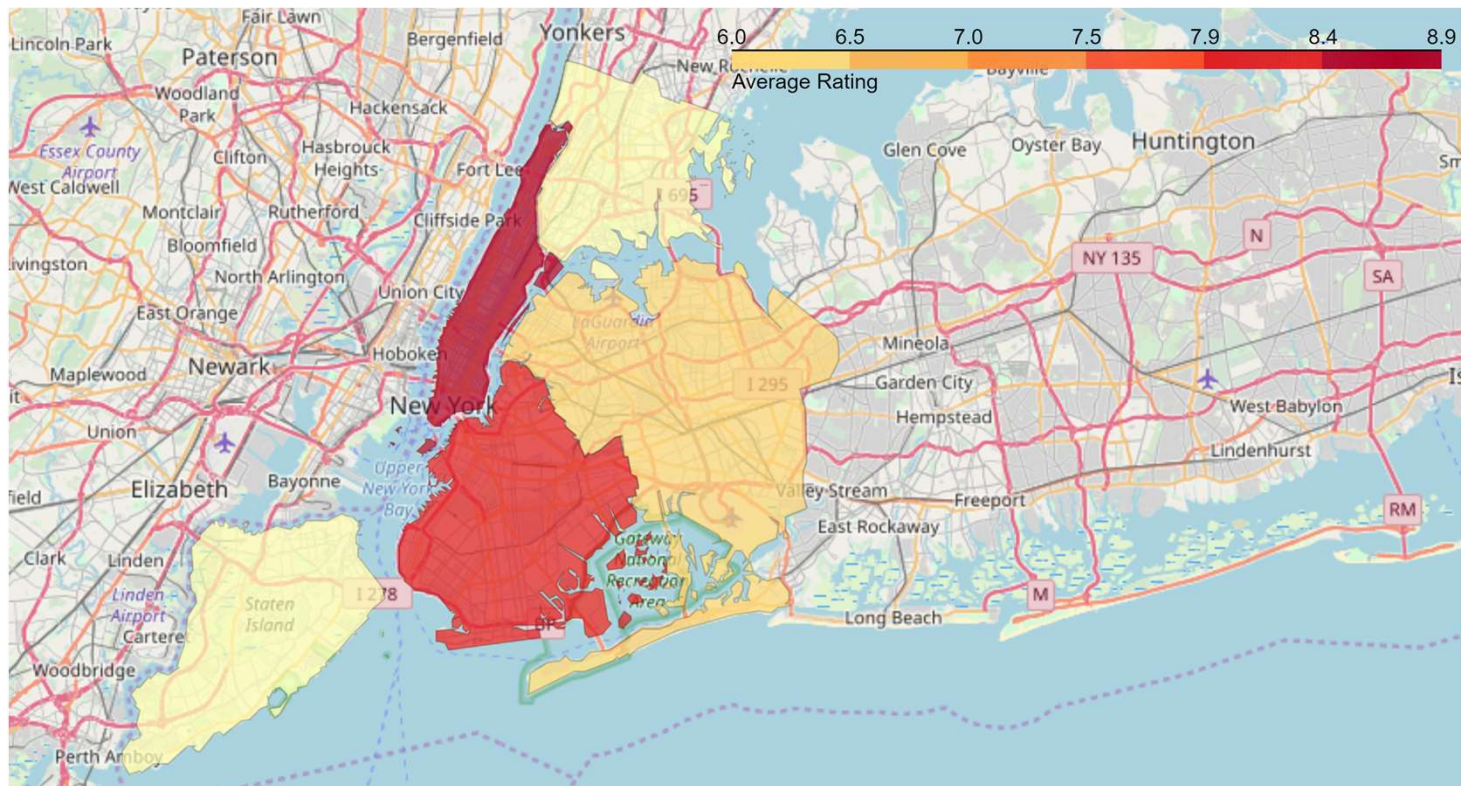 Fair Lawn
Yonkers
6.0 6.5 7.0 7.5 7.9 8.4 8.9
Average Rating
Lincoln Park
Bergenfield
Paterson
New Rochelle
Bayville
Woodland
Park
Hackensack
Essex County
Airport
Clifton
Hasbrouck
Heights
Fort Lee
Glen Cove
Oyster Bay
Huntington
West Caldwell
Montclair
Rutherford
Cliffside Park
I 695
Bloomfield
N
NY 135
SA
North Arlington
Union City
East Orange
LaGuardia
Airport
Hoboken
Mineola
Newark
Maplewood
I 295
Garden City
New York
Hempstead
West Babylon
Union
Lindenhurst
Upper
New York
Bay
Bayonne
Elizabeth
Valley Stream
Freeport
RM
East Rockaway
Clark
Linden
Gateway
National
Recreation
Area
Linden
Airport
I 278
M
Staten
Island
BP
Long Beach
Cartere
Woodbridge
Perth Amboy